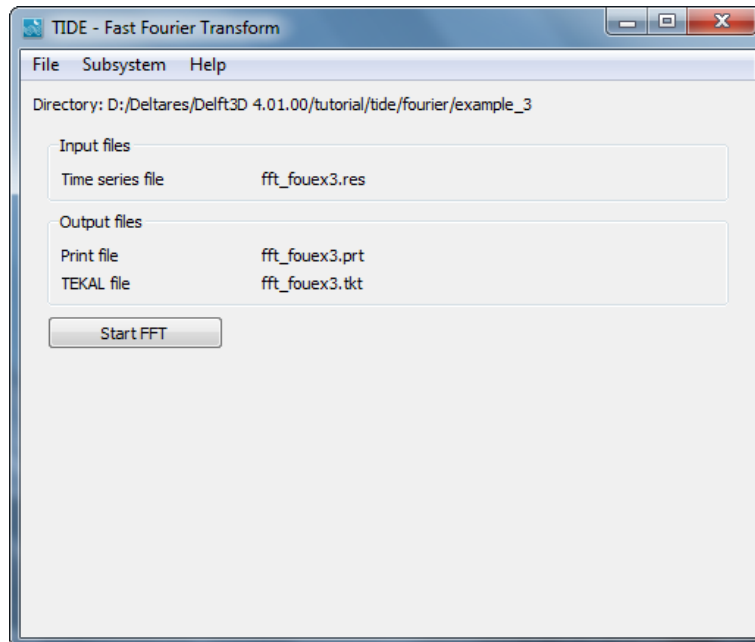 TIDE - Fast Fourier Transform
File Subsystem Help
Directory: D:/Deltares/Delft3D 4.01.00/tutorial/tide/fourier/example_3
Input files
Time series file fft_fouex3.res
Output files
Print file fft_fouex3.prt
TEKAL file fft_fouex3.tkt
Start FFT